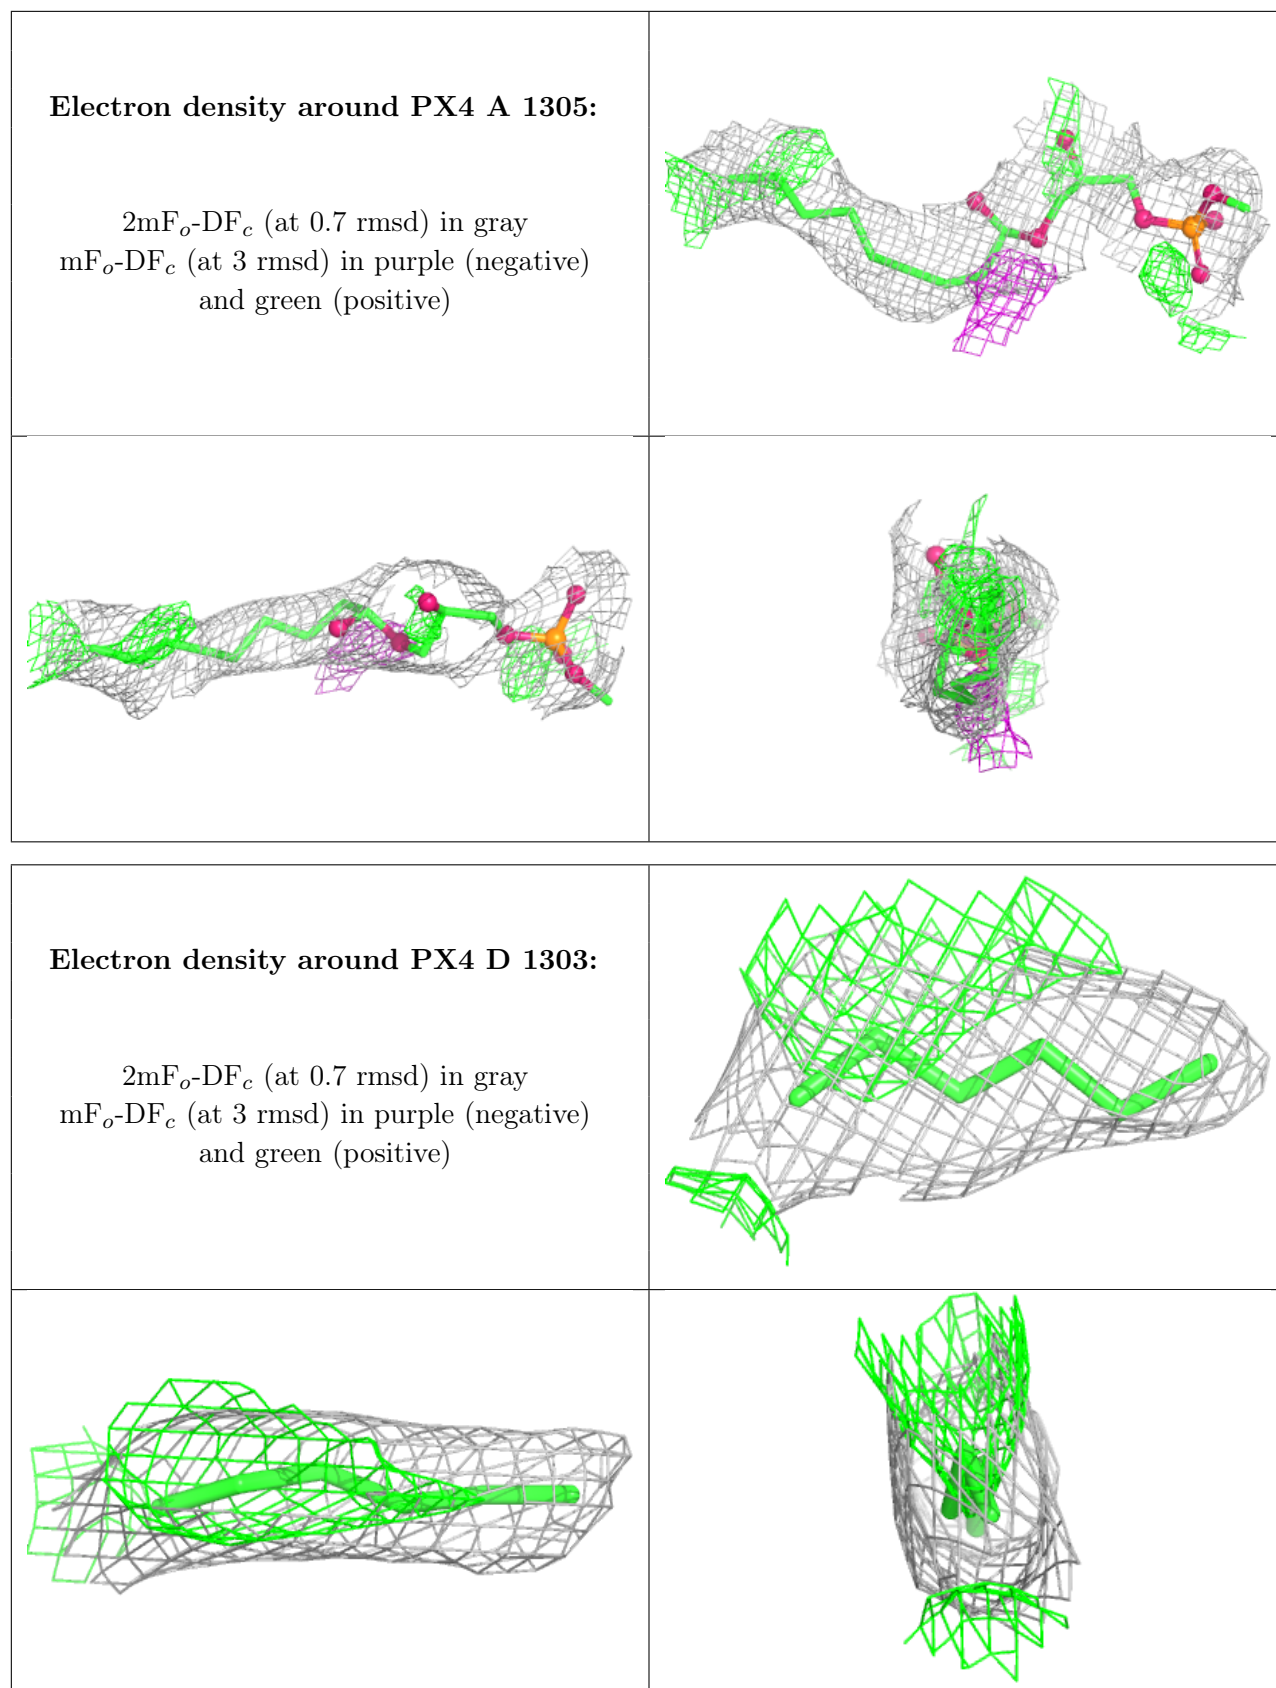 Electron density around PX4 A 1305:
2mFo-DFc (at 0.7 rmsd) in gray
mFo-DFc (at 3 rmsd) in purple (negative)
and green (positive)
Electron density around PX4 D 1303:
2mFo-DFc (at 0.7 rmsd) in gray
mFo-DFc (at 3 rmsd) in purple (negative)
and green (positive)